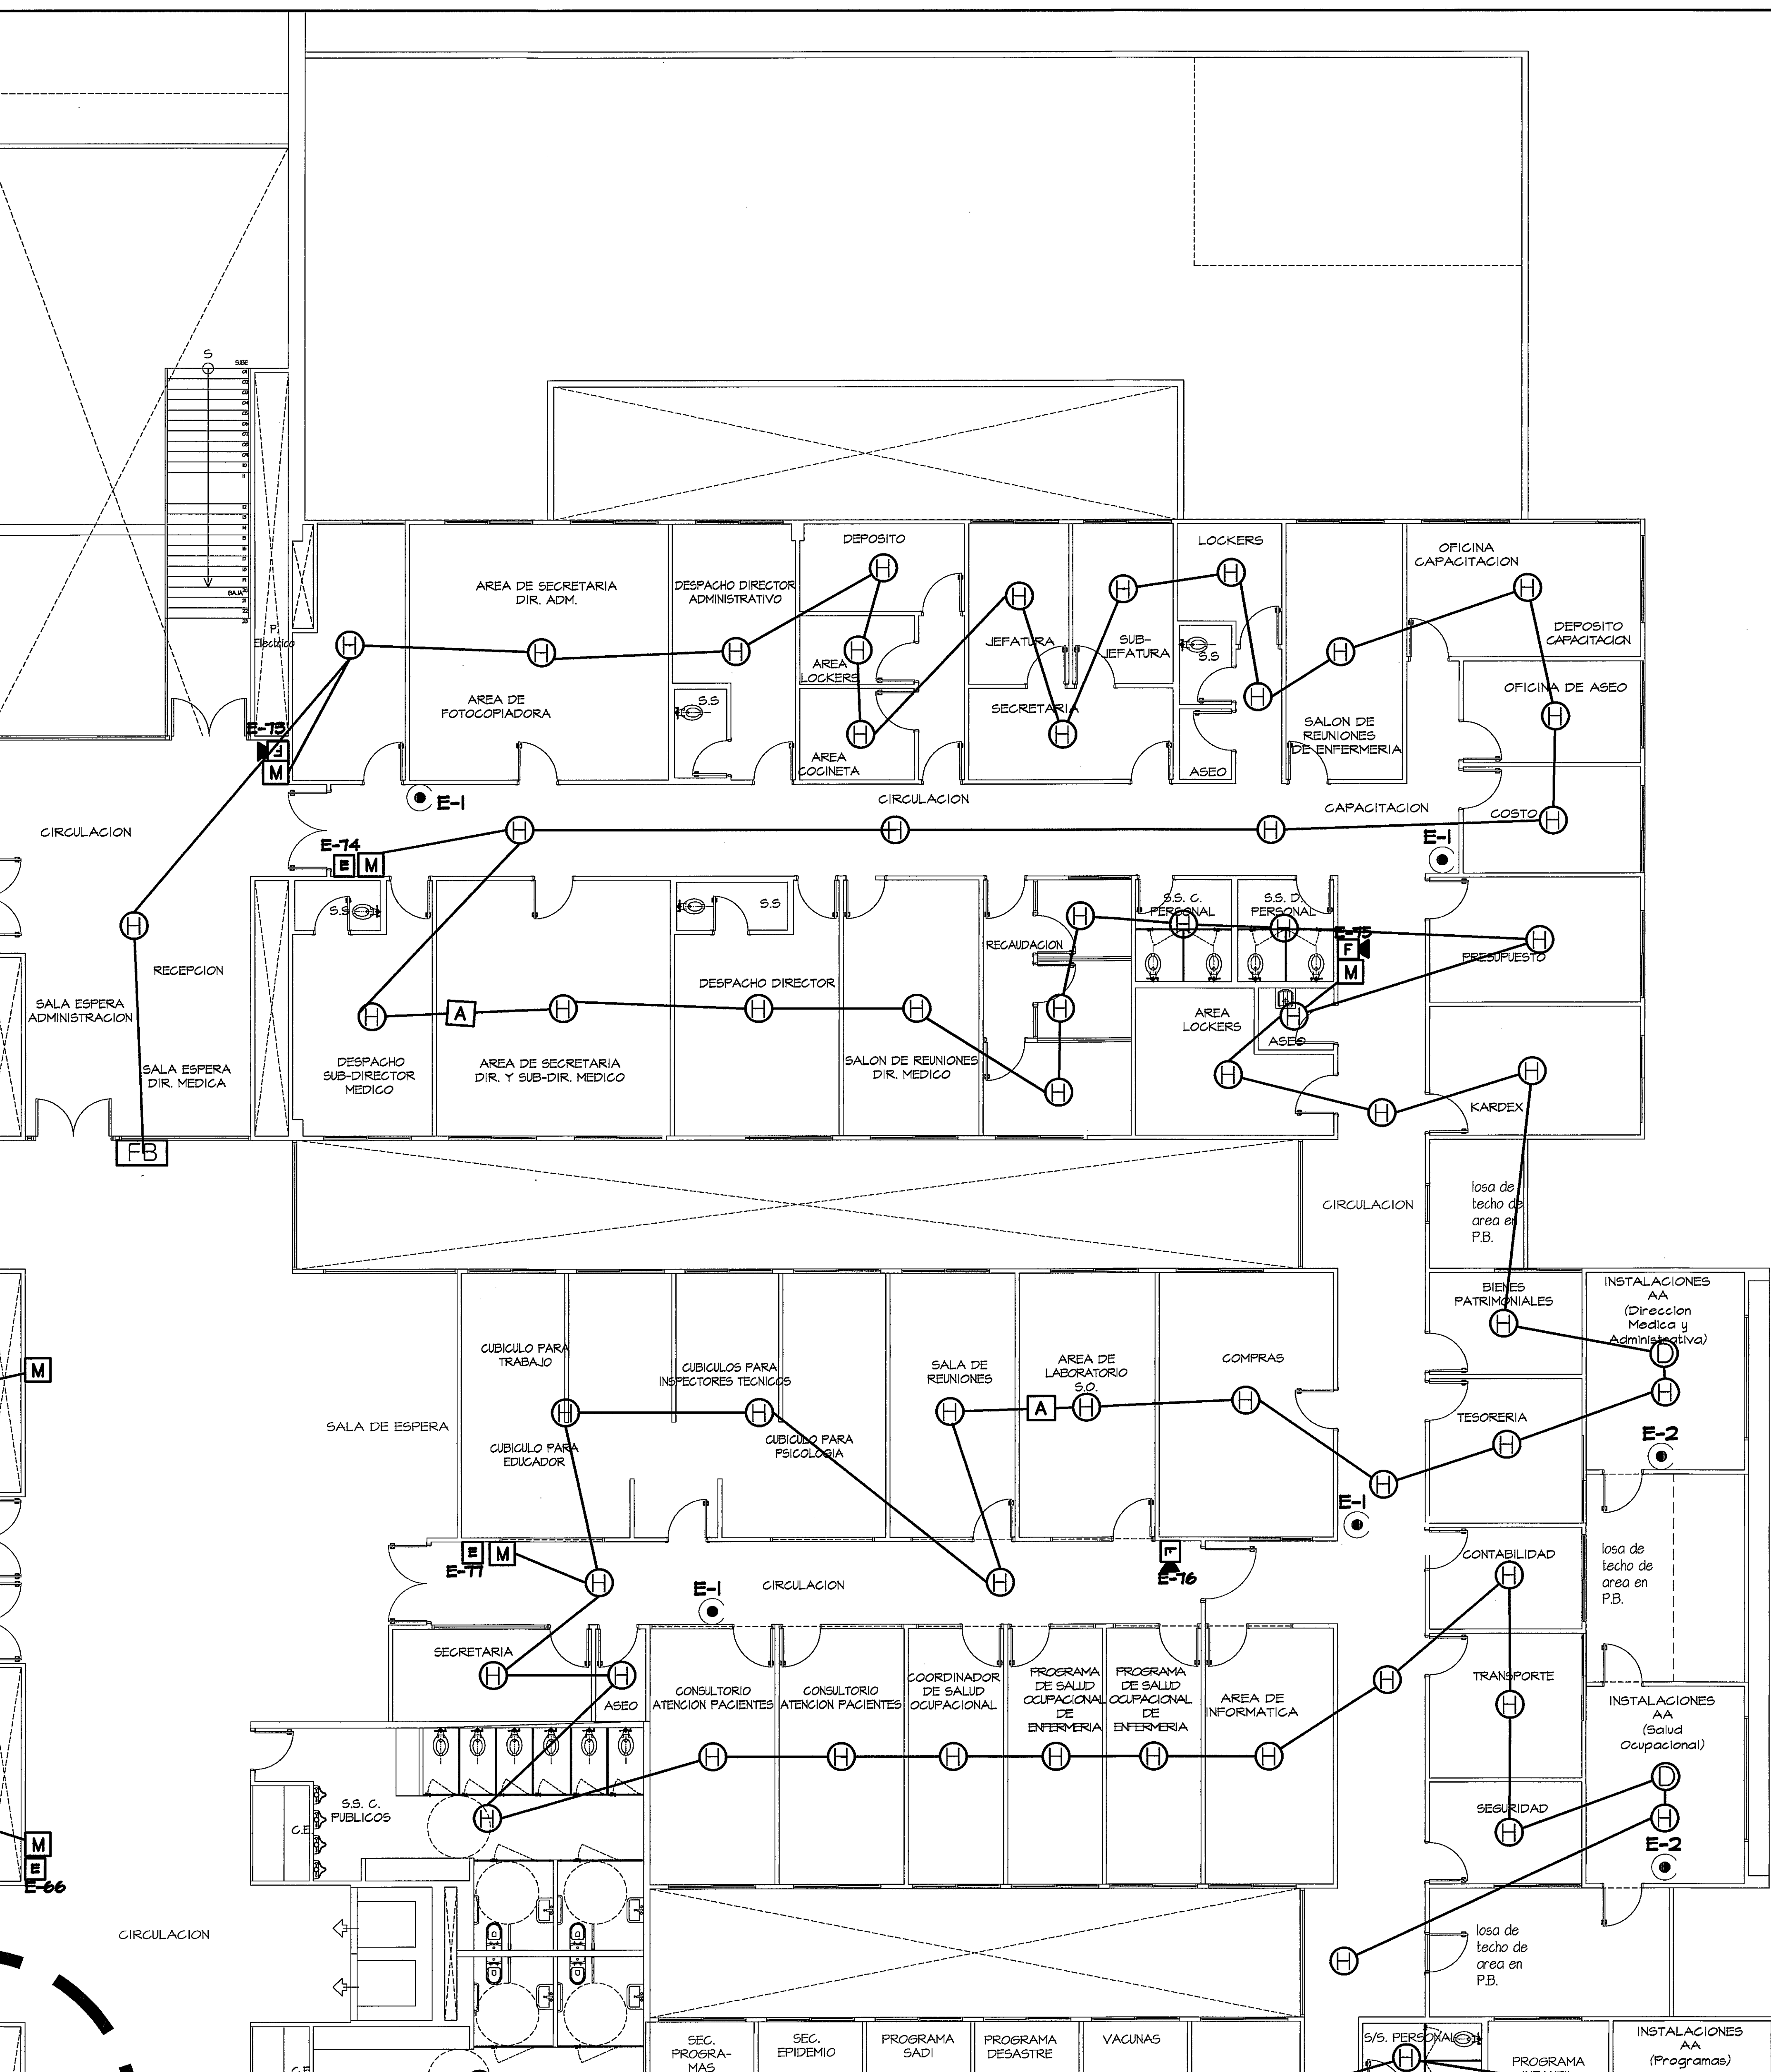 S
SUBE
BAJA
P.
Electrico
AREA DE SECRETARIA
DIR. ADM.
DESPACHO DIRECTOR
ADMINISTRATIVO
DEPOSITO
LOCKERS
OFICINA
CAPACITACION
DEPOSITO
CAPACITACION
H
H
H
H
H
H
H
H
H
H
AREA
LOCKERS
JEFATURA
SUB-
JEFATURA
S.S
AREA DE
FOTOCOPIADORA
S.S
SECRETARIA
OFICINA DE ASEO
SALON DE
REUNIONES
DE ENFERMERIA
H
H
H
H
E-73
F
M
AREA
COCINETA
ASEO
E-1
CIRCULACION
CAPACITACION
COSTO
CIRCULACION
H
H
H
H
E-74
E
M
E-1
S.S
S.S
S.S. C.
PERSONAL
S.S. D.
PERSONAL
H
H
H
H
H
E-75
F
M
RECAUDACION
PRESUPUESTO
RECEPCION
SALA ESPERA
ADMINISTRACION
DESPACHO DIRECTOR
H
A
H
H
H
H
H
AREA
LOCKERS
ASEO
SALA ESPERA
DIR. MEDICA
DESPACHO
SUB-DIRECTOR
MEDICO
AREA DE SECRETARIA
DIR. Y SUB-DIR. MEDICO
SALON DE REUNIONES
DIR. MEDICO
H
H
H
H
KARDEX
FB
CIRCULACION
losa de
techo de
area en
P.B.
BIENES
PATRIMONIALES
INSTALACIONES
AA
(Direccion
Medica y
Administrativa)
H
D
H
M
CUBICULO PARA
TRABAJO
CUBICULOS PARA
INSPECTORES TECNICOS
SALA DE
REUNIONES
AREA DE
LABORATORIO
S.O.
COMPRAS
H
H
H
A
H
H
SALA DE ESPERA
CUBICULO PARA
EDUCADOR
CUBICULO PARA
PSICOLOGIA
TESORERIA
H
H
E-2
E-1
E
M
E-77
F
E-76
CONTABILIDAD
H
losa de
techo de
area en
P.B.
H
E-1
CIRCULACION
H
SECRETARIA
H
H
ASEO
CONSULTORIO
ATENCION PACIENTES
CONSULTORIO
ATENCION PACIENTES
COORDINADOR
DE SALUD
OCUPACIONAL
PROGRAMA
DE SALUD
OCUPACIONAL
DE
ENFERMERIA
PROGRAMA
DE SALUD
OCUPACIONAL
DE
ENFERMERIA
AREA DE
INFORMATICA
H
TRANSPORTE
H
INSTALACIONES
AA
(Salud
Ocupacional)
H
H
H
H
H
H
D
H
S.S. C.
PUBLICOS
C.E.
H
SEGURIDAD
H
E-2
M
E
E-66
CIRCULACION
H
losa de
techo de
area en
P.B.
SEC.
PROGRA-
MAS
SEC.
EPIDEMIO
PROGRAMA
SADI
PROGRAMA
DESASTRE
VACUNAS
S/S. PERSONAL
H
PROGRAMA
INSTALACIONES
AA
(Programas)
C.E.